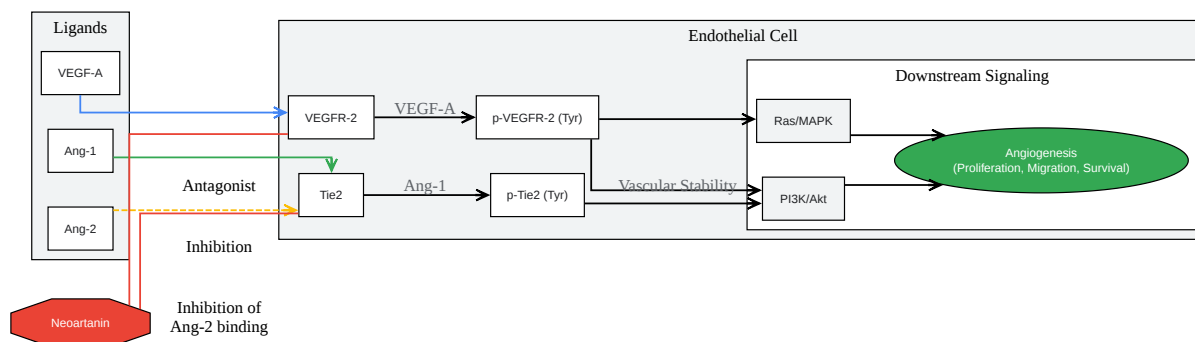 Ligands
VEGF-A
Ang-1
Ang-2
Neoartanin
Antagonist
Inhibition
Inhibition of
Ang-2 binding
Endothelial Cell
VEGFR-2
VEGF-A
p-VEGFR-2 (Tyr)
Tie2
Ang-1
p-Tie2 (Tyr)
Vascular Stability
Downstream Signaling
Ras/MAPK
PI3K/Akt
Angiogenesis
(Proliferation, Migration, Survival)